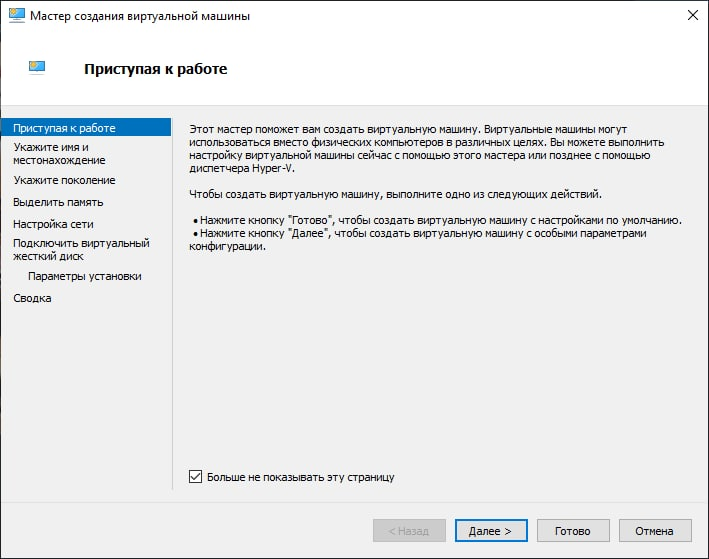 Мастер создания виртуальной машины
Приступая к работе
Приступая к работе
Укажите имя и
местонахождение
Укажите поколение
Выделить память
Настройка сети
Подключить виртуальный
жесткий диск
Параметры установки
Сводка
Этот мастер поможет вам создать виртуальную машину. Виртуальные машины могут
использоваться вместо физических компьютеров в различных целях. Вы можете выполнить
настройку виртуальной машины сейчас с помощью этого мастера или позднее с помощью
диспетчера Hyper-V.
Чтобы создать виртуальную машину, выполните одно из следующих действий.
• Нажмите кнопку "Готово", чтобы создать виртуальную машину с настройками по умолчанию.
• Нажмите кнопку "Далее", чтобы создать виртуальную машину с особыми параметрами
конфигурации.
Больше не показывать эту страницу
< Назад
Далее >
Готово
Отмена